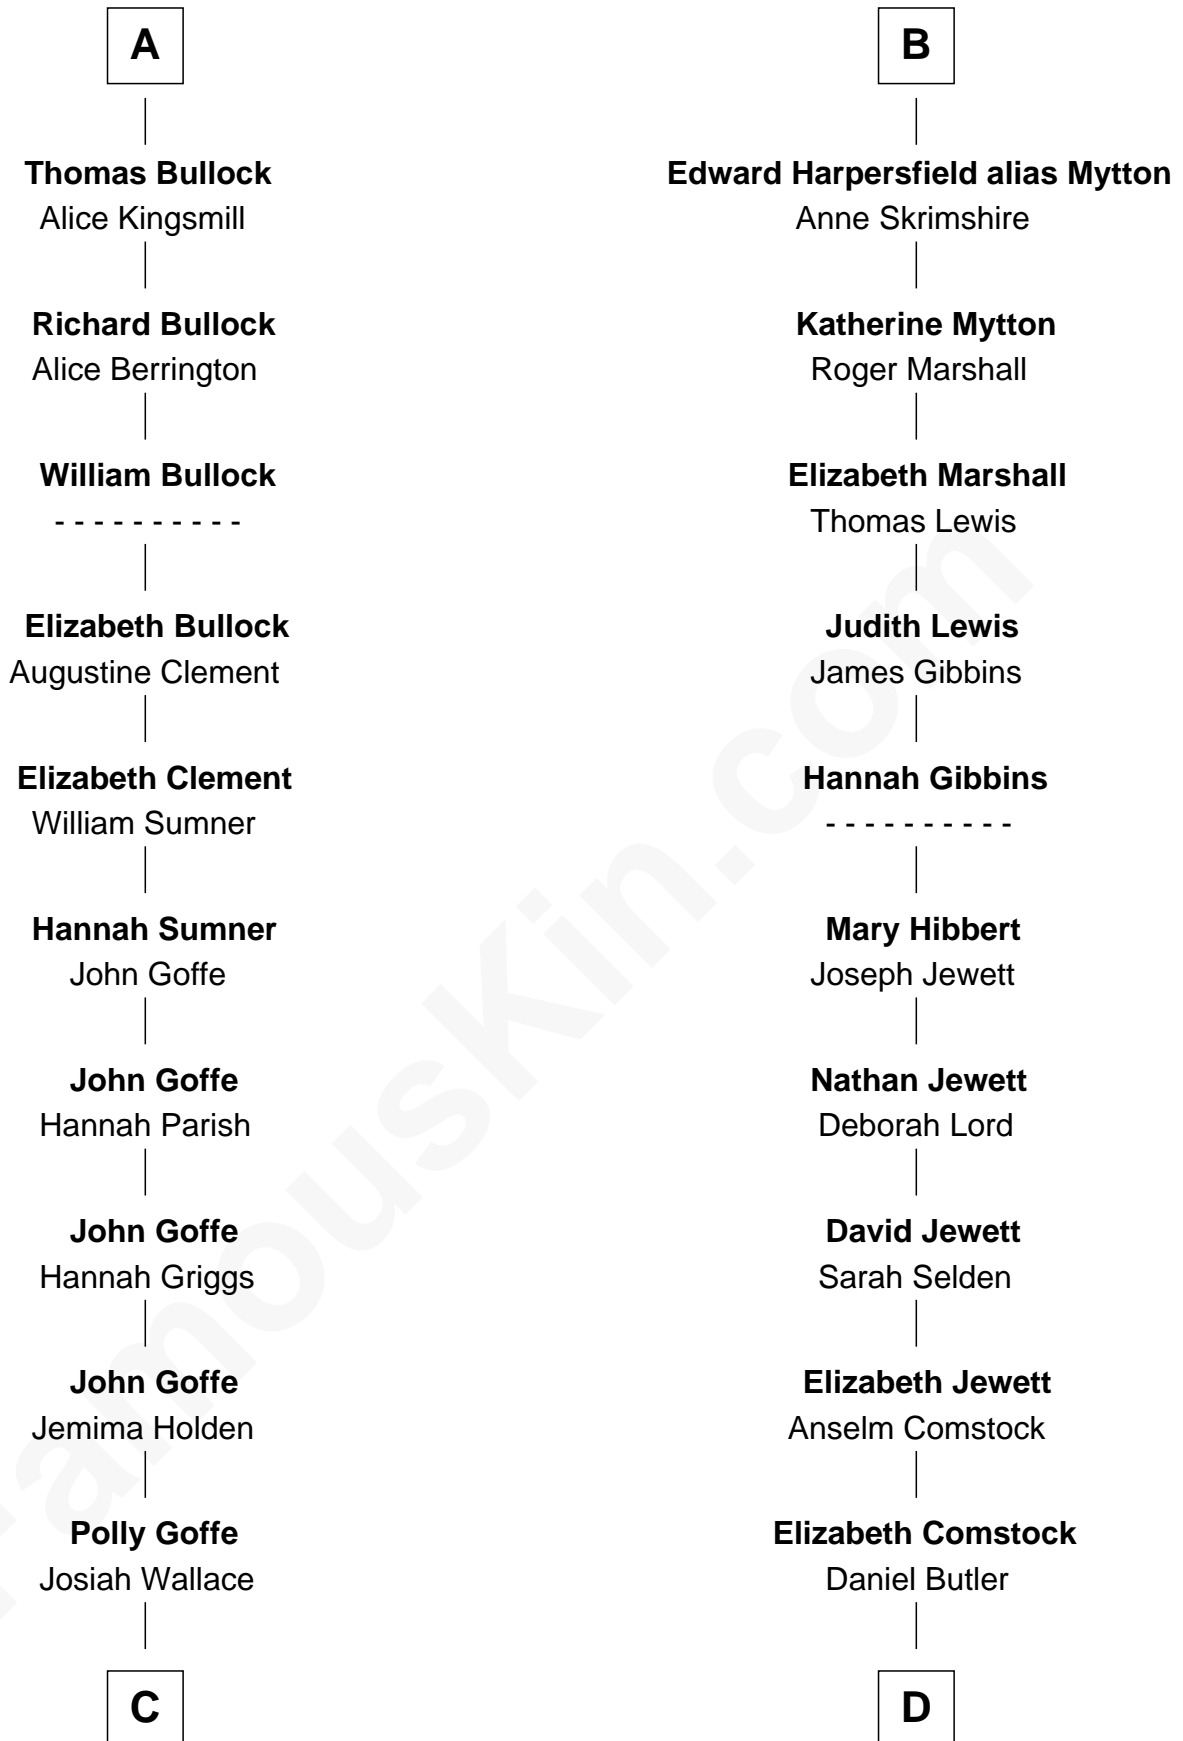 A
Thomas Bullock
Alice Kingsmill
Richard Bullock
Alice Berrington
William Bullock
- - - - - - - - - -
Elizabeth Bullock
Augustine Clement
Elizabeth Clement
William Sumner
Hannah Sumner
John Goffe
John Goffe
Hannah Parish
John Goffe
Hannah Griggs
John Goffe
Jemima Holden
Polly Goffe
Josiah Wallace
C
B
Edward Harpersfield alias Mytton
Anne Skrimshire
Katherine Mytton
Roger Marshall
Elizabeth Marshall
Thomas Lewis
Judith Lewis
James Gibbins
Hannah Gibbins
- - - - - - - - - -
Mary Hibbert
Joseph Jewett
Nathan Jewett
Deborah Lord
David Jewett
Sarah Selden
Elizabeth Jewett
Anselm Comstock
Elizabeth Comstock
Daniel Butler
D
FamousKin.com